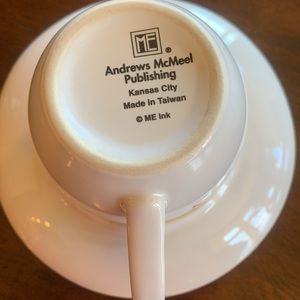 ME ®
Andrews McMeel
Publishing
Kansas City
Made in Taiwan
© ME Ink